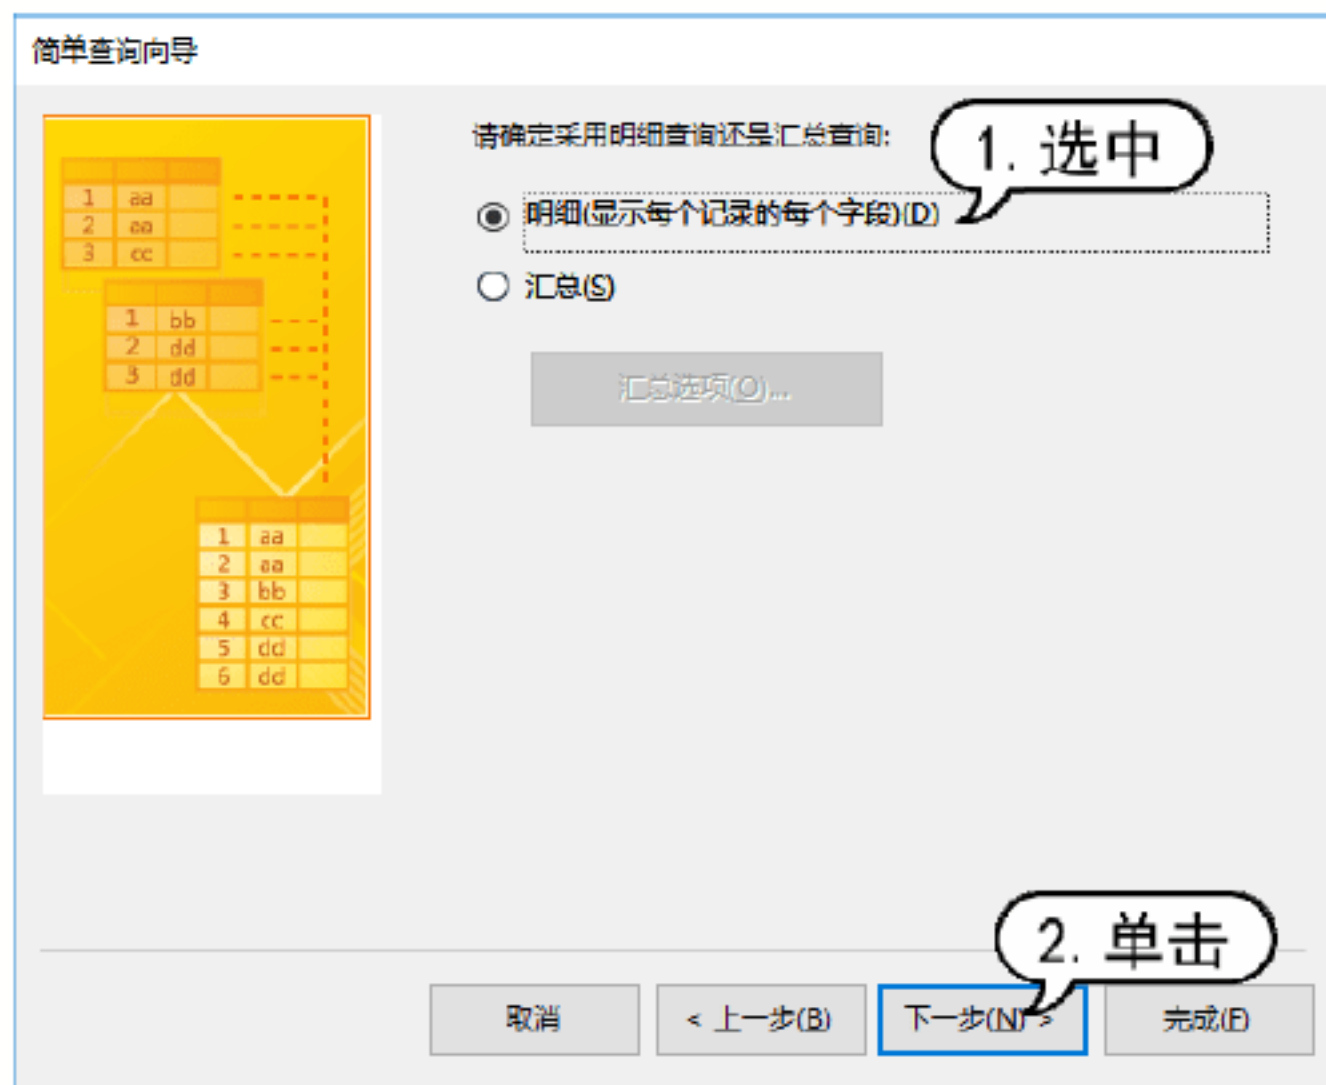 简单查询向导
请确定采用明细查询还是汇总查询:
1. 选中
明细(显示每个记录的每个字段)(D)
汇总(S)
汇总选项(O)...
1 aa
2 aa
3 cc
1 bb
2 dd
3 dd
1 aa
2 aa
3 bb
4 cc
5 dd
6 dd
2. 单击
取消
< 上一步(B)
下一步(N) >
完成(F)